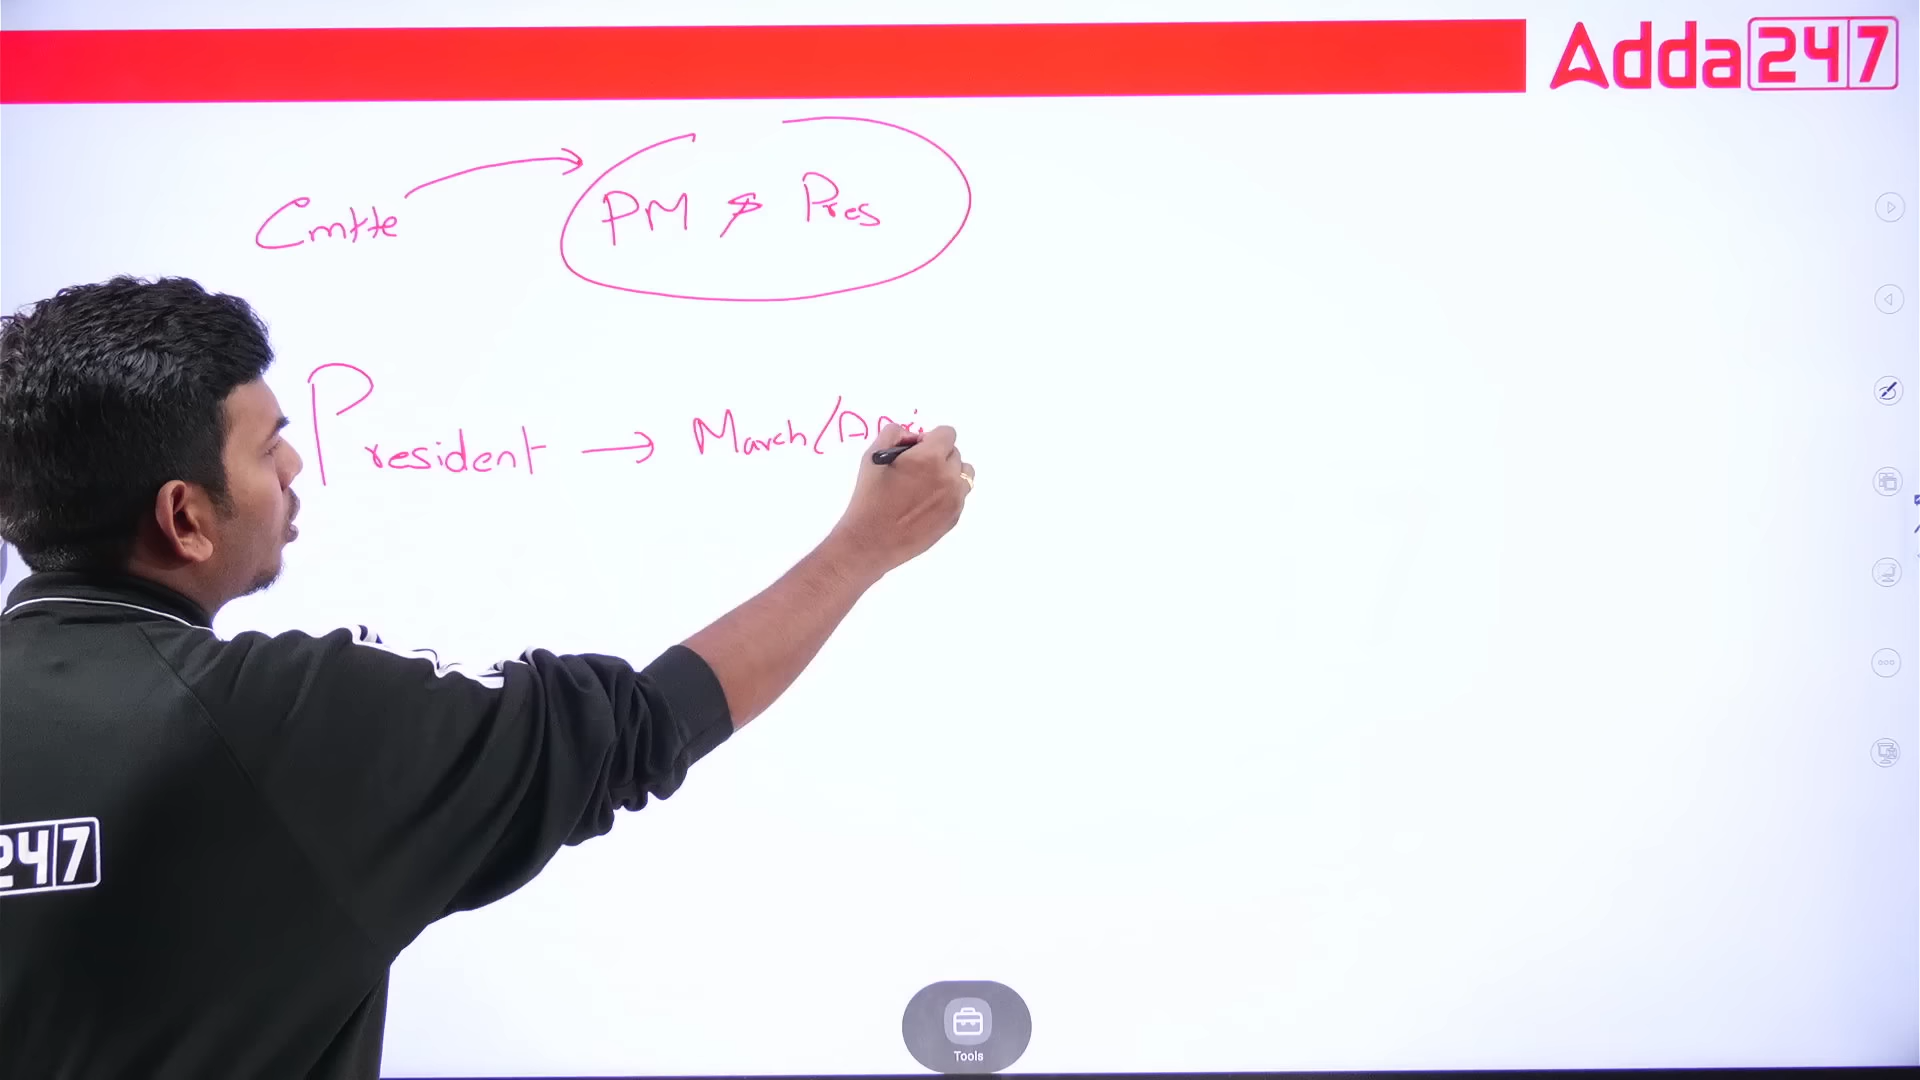 Adda247
Cmtte → PM & Pres
President → March/Apri
247
Tools